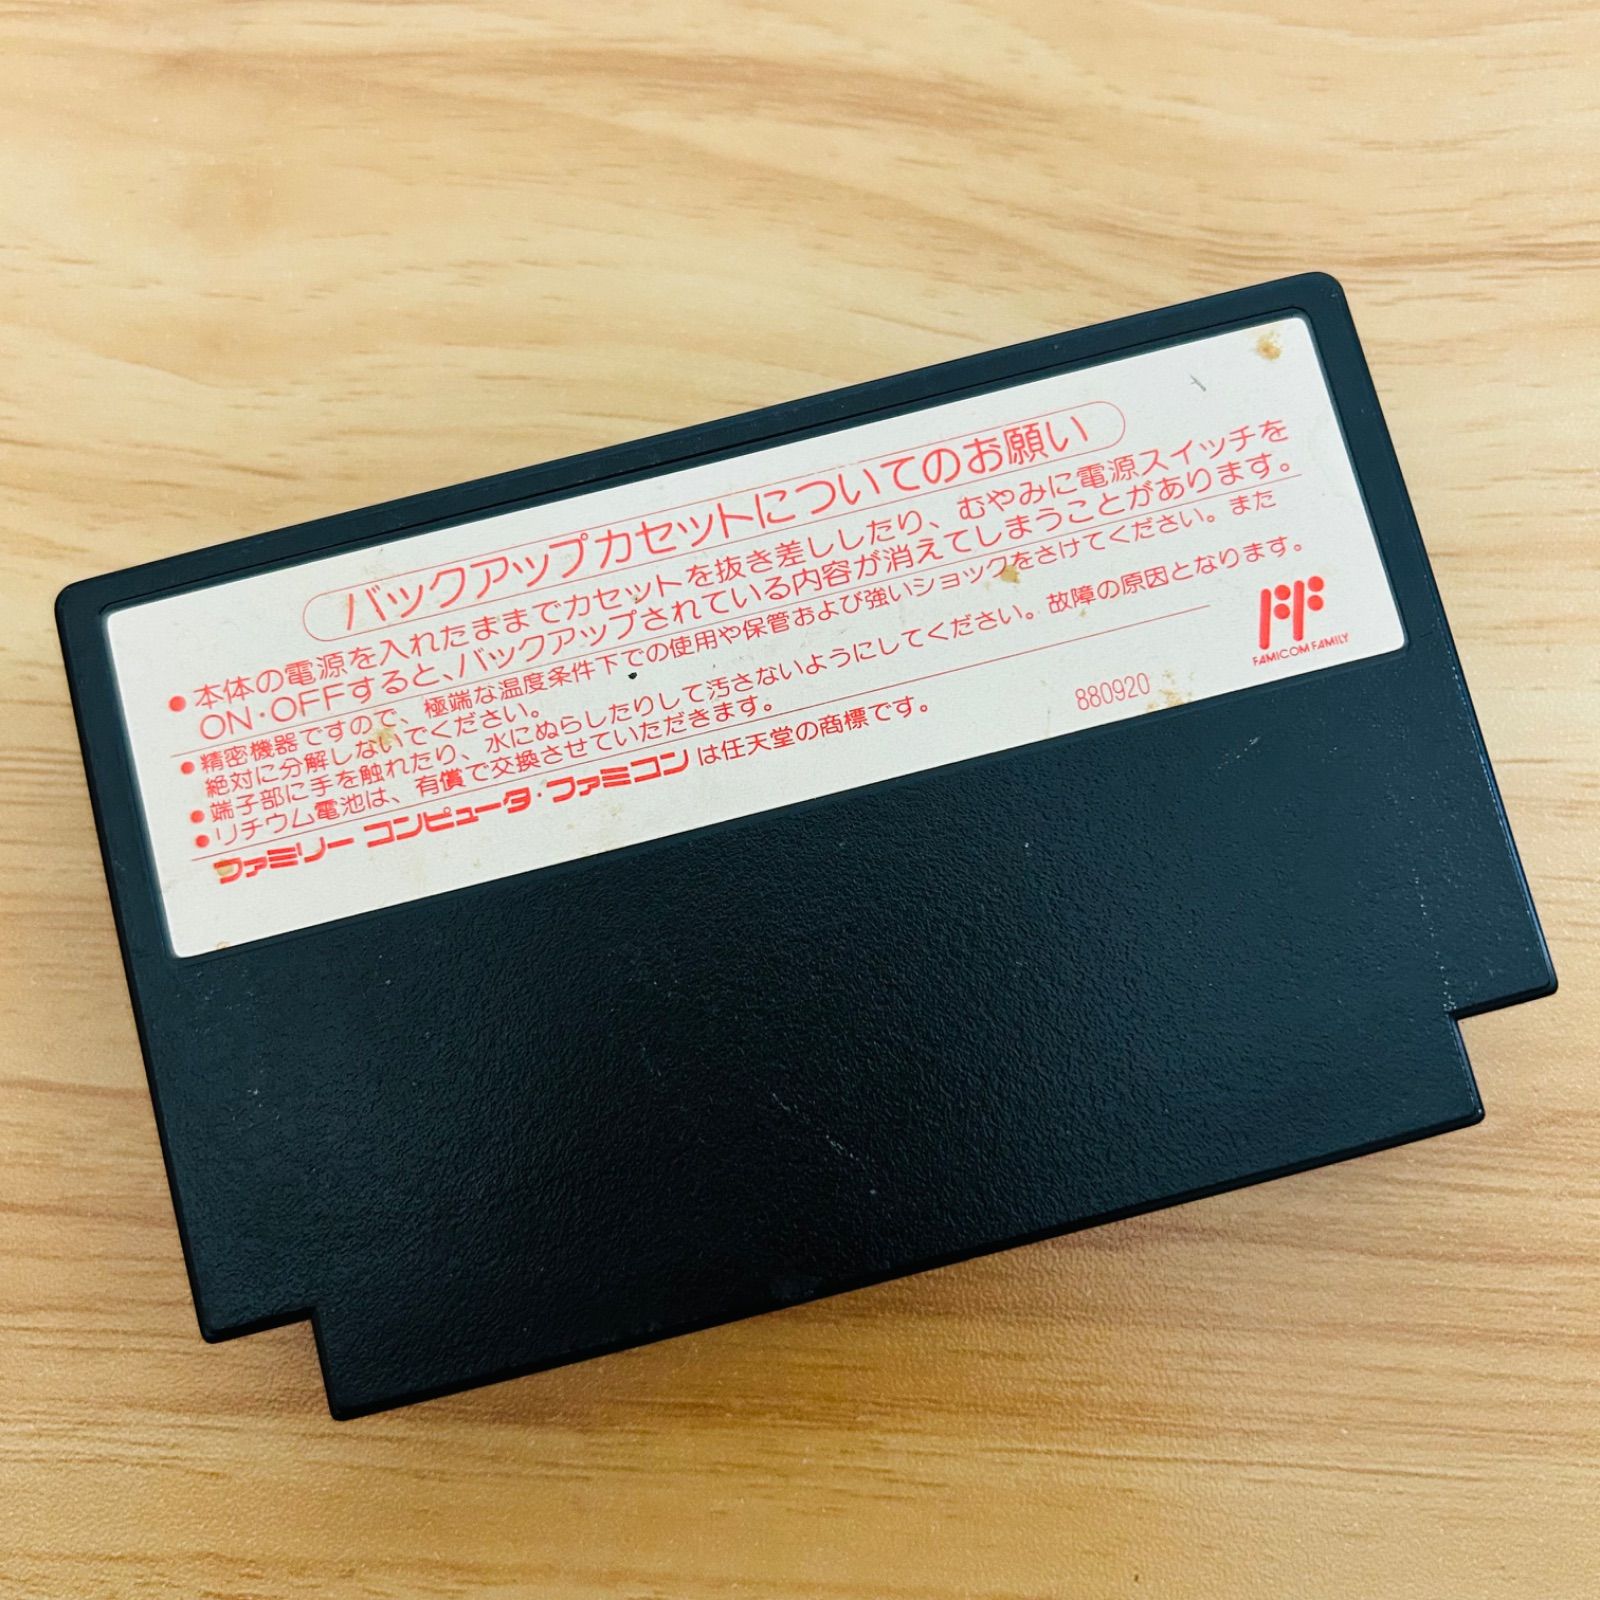 バックアップカセットについてのお願い
●本体の電源を入れたままでカセットを抜き差ししたり、むやみに電源スイッチを
ON・OFFすると、バックアップされている内容が消えてしまうことがあります。
●精密機器ですので、極端な温度条件下での使用や保管および強いショックをさけてください。また
絶対に分解しないでください。
●端子部に手を触れたり、水にぬらしたりして汚さないようにしてください。故障の原因となります。
●リチウム電池は、有償で交換させていただきます。
ファミリー コンピュータ・ファミコンは任天堂の商標です。
880920
FAMICOM FAMILY